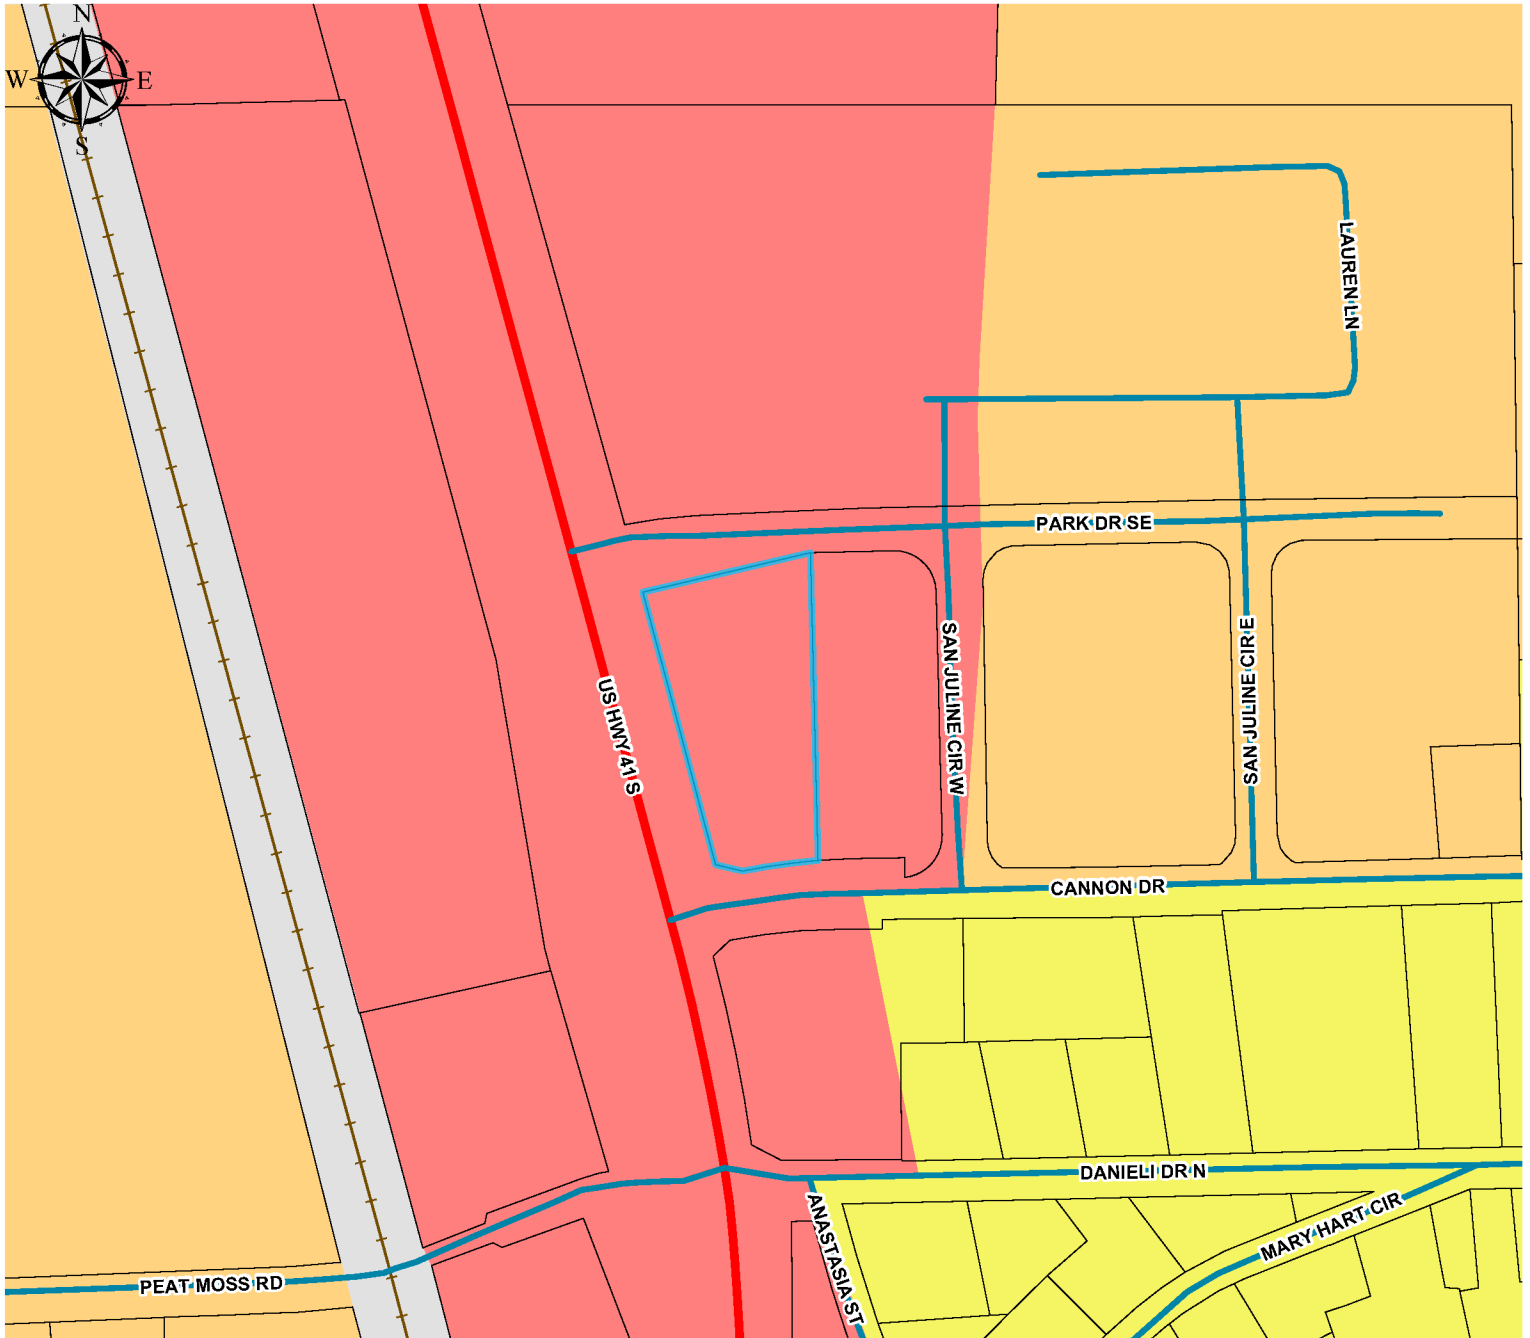 N
W
E
S
LAUREN LN
PARK DR SE
SAN JULINE CIR W
SAN JULINE CIR E
US HWY 41 S
CANNON DR
DANIELI DR N
ANASTASIA ST
MARY HART CIR
PEAT MOSS RD